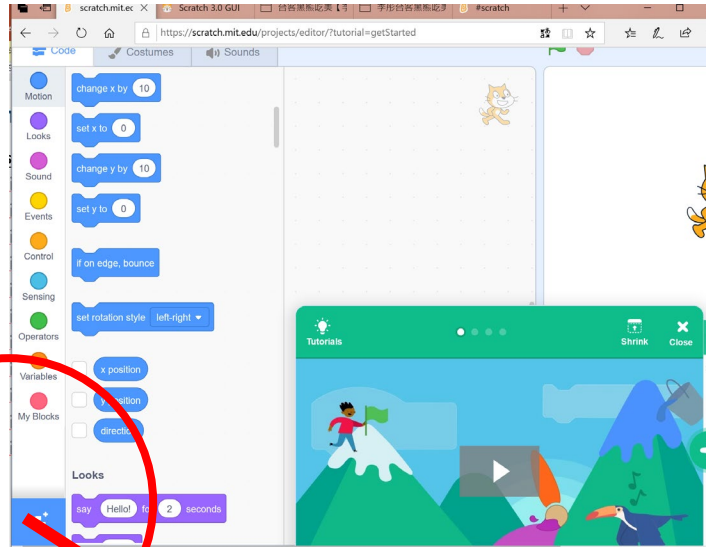 scratch.mit.ec
Scratch 3.0 GUI
#scratch
https://scratch.mit.edu/projects/editor/?tutorial=getStarted
Code
Costumes
Sounds
Motion
Looks
Sound
Events
Control
Sensing
Operators
Variables
My Blocks
change x by 10
set x to 0
change y by 10
set y to 0
if on edge, bounce
set rotation style left-right
x position
y position
direction
Looks
say Hello! for 2 seconds
Tutorials
Shrink
Close